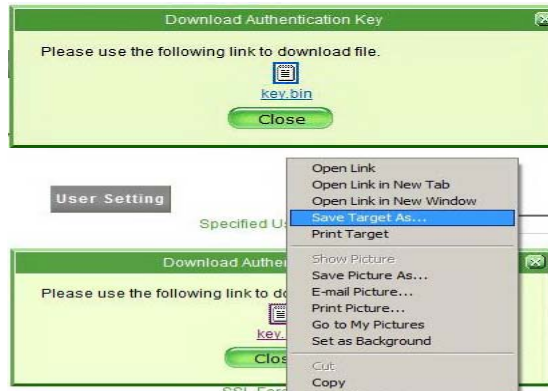 Download Authentication Key
Please use the following link to download file.
key.bin
Close
Open Link
Open Link in New Tab
User Setting
Open Link in New Window
Specified U
Save Target As...
Print Target
Download Authe
Show Picture
Save Picture As...
Please use the following link to do
E-mail Picture...
Print Picture...
key.
Go to My Pictures
Set as Background
Clos
Cut
Copy